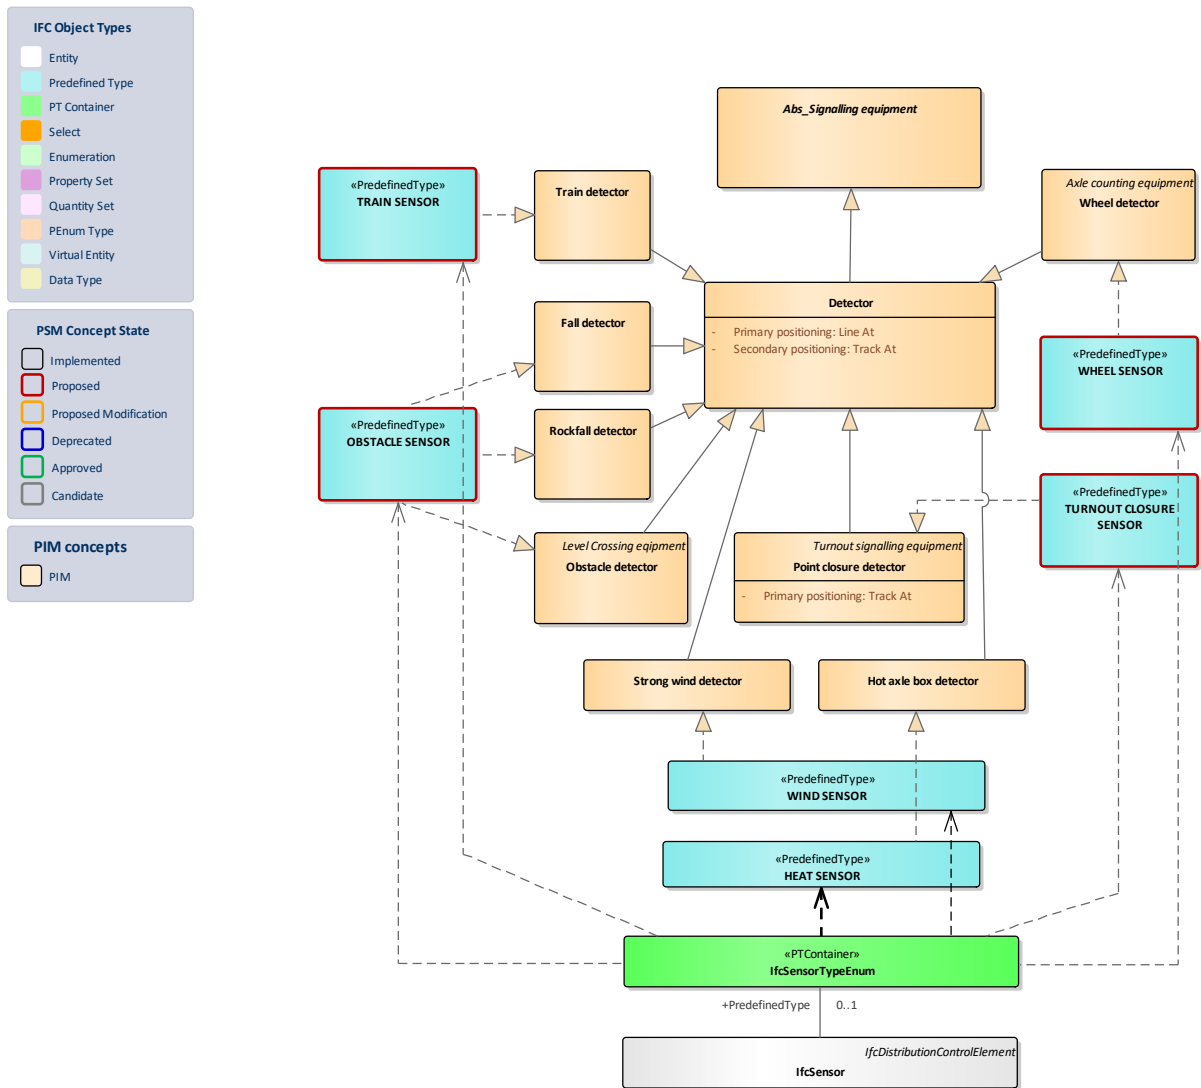 IFC Object Types
Entity
Predefined Type
PT Container
Select
Enumeration
Property Set
Quantity Set
PEnum Type
Virtual Entity
Data Type
PSM Concept State
Implemented
Proposed
Proposed Modification
Deprecated
Approved
Candidate
PIM concepts
PIM
Abs_Signalling equipment
«PredefinedType»
TRAIN SENSOR
Train detector
Axle counting equipment
Wheel detector
Detector
- Primary positioning: Line At
- Secondary positioning: Track At
Fall detector
«PredefinedType»
WHEEL SENSOR
«PredefinedType»
OBSTACLE SENSOR
Rockfall detector
«PredefinedType»
TURNOUT CLOSURE
SENSOR
Level Crossing eqipment
Obstacle detector
Turnout signalling equipment
Point closure detector
- Primary positioning: Track At
Strong wind detector
Hot axle box detector
«PredefinedType»
WIND SENSOR
«PredefinedType»
HEAT SENSOR
«PTContainer»
IfcSensorTypeEnum
+PredefinedType 0..1
IfcDistributionControlElement
IfcSensor